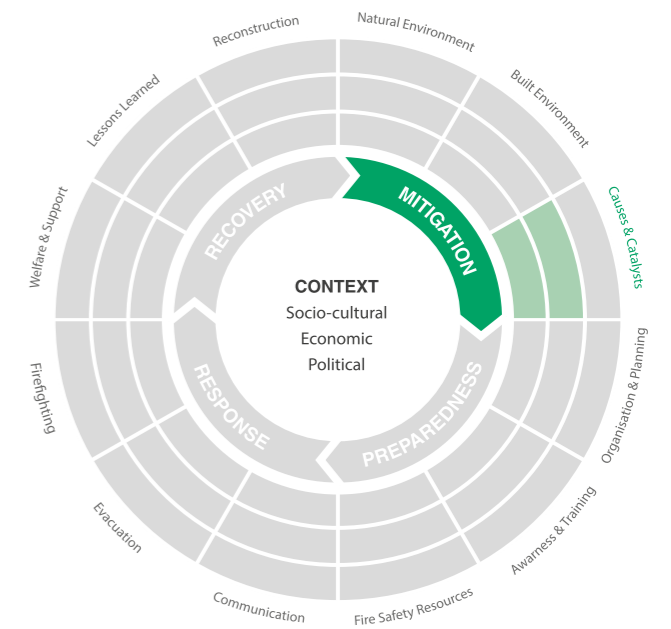 Natural Environment
Built Environment
Causes & Catalysts
Organisation & Planning
Awarness & Training
Fire Safety Resources
Communication
Evacuation
Firefighting
Welfare & Support
Lessons Learned
Reconstruction
MITIGATION
PREPAREDNESS
RESPONSE
RECOVERY
CONTEXT
Socio-cultural
Economic
Political